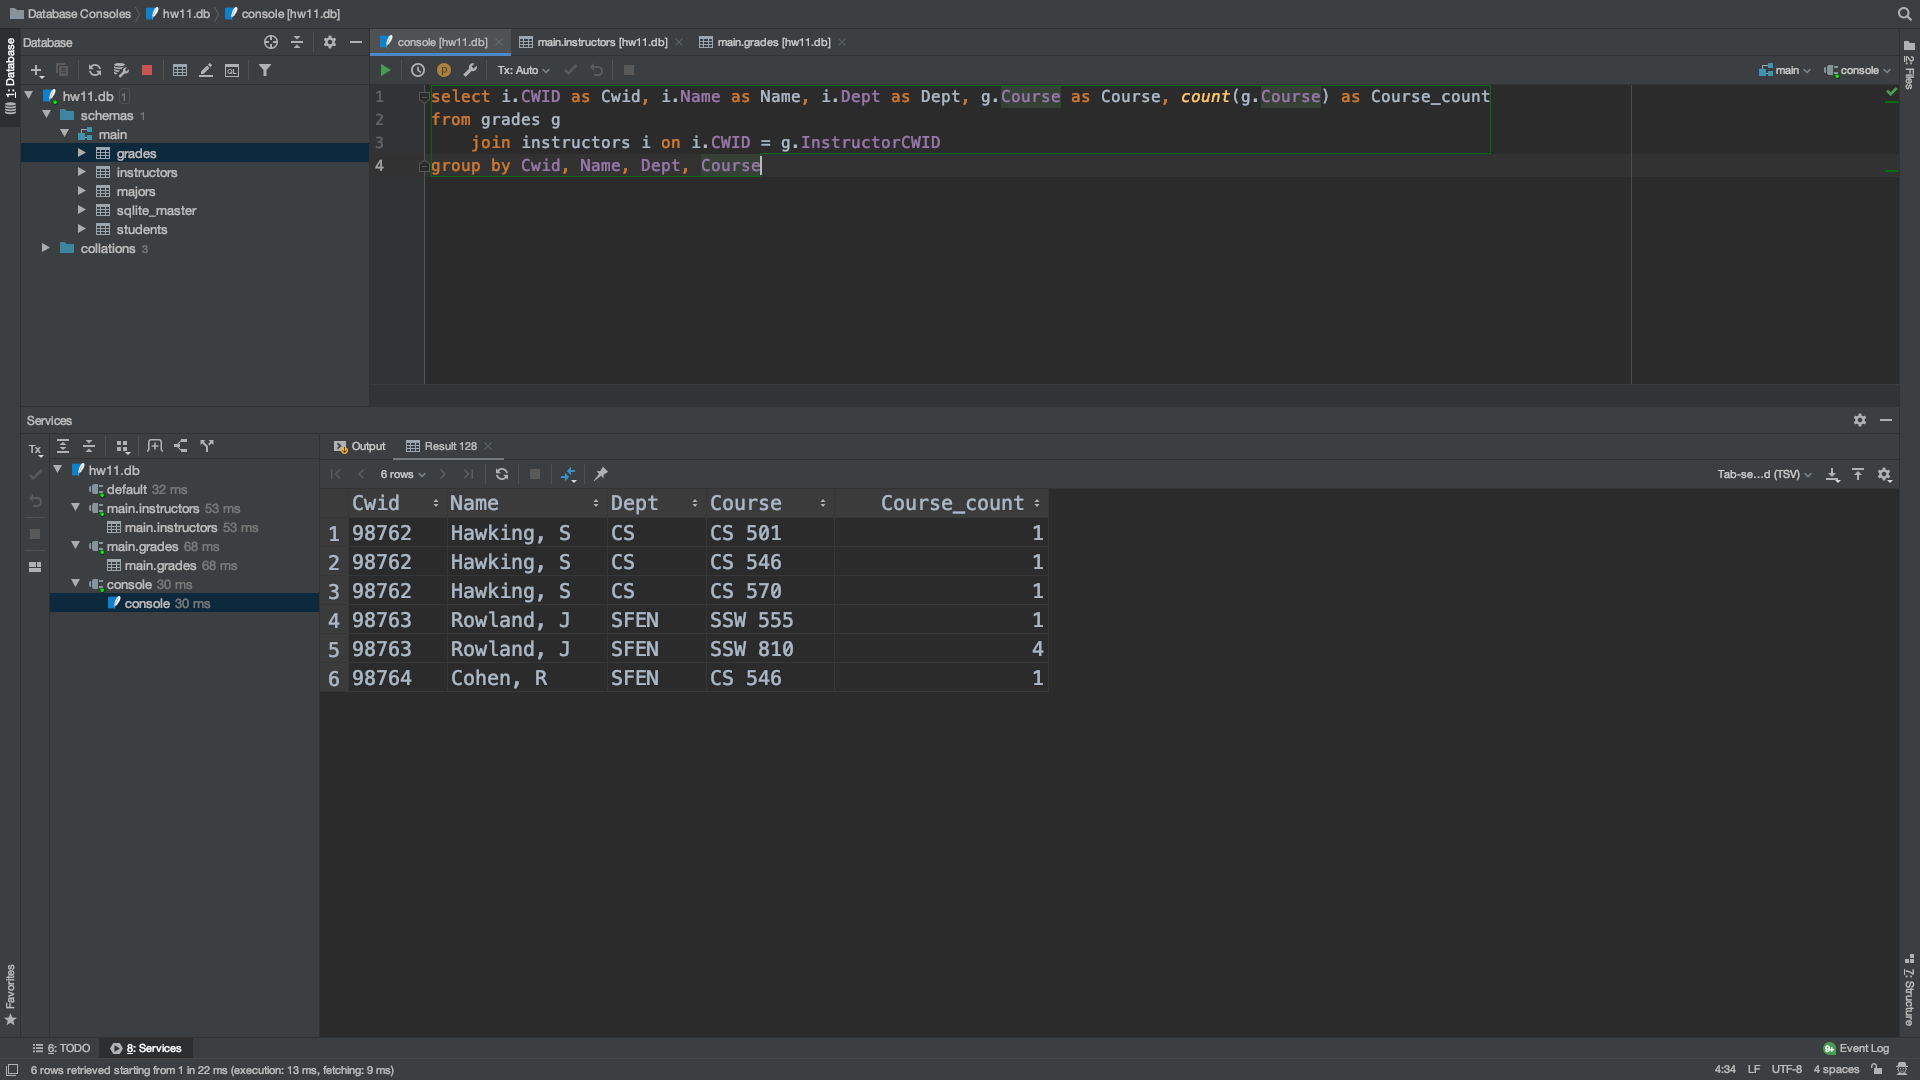 Database Consoles hw11.db console [hw11.db]
1: Database
Database
console [hw11.db] main.instructors [hw11.db] main.grades [hw11.db]
2: Files
Tx: Auto main console
hw11.db 1
schemas 1
main
grades
instructors
majors
sqlite_master
students
collations 3
1 select i.CWID as Cwid, i.Name as Name, i.Dept as Dept, g.Course as Course, count(g.Course) as Course_count
2 from grades g
3 join instructors i on i.CWID = g.InstructorCWID
4 group by Cwid, Name, Dept, Course
Services
Tx
hw11.db
default 32 ms
main.instructors 53 ms
main.instructors 53 ms
main.grades 68 ms
main.grades 68 ms
console 30 ms
console 30 ms
Output Result 128
6 rows Tab-se...d (TSV)
Cwid Name Dept Course Course_count
1 98762 Hawking, S CS CS 501 1
2 98762 Hawking, S CS CS 546 1
3 98762 Hawking, S CS CS 570 1
4 98763 Rowland, J SFEN SSW 555 1
5 98763 Rowland, J SFEN SSW 810 4
6 98764 Cohen, R SFEN CS 546 1
Favorites
7: Structure
6: TODO 8: Services 9+ Event Log
6 rows retrieved starting from 1 in 22 ms (execution: 13 ms, fetching: 9 ms) 4:34 LF UTF-8 4 spaces